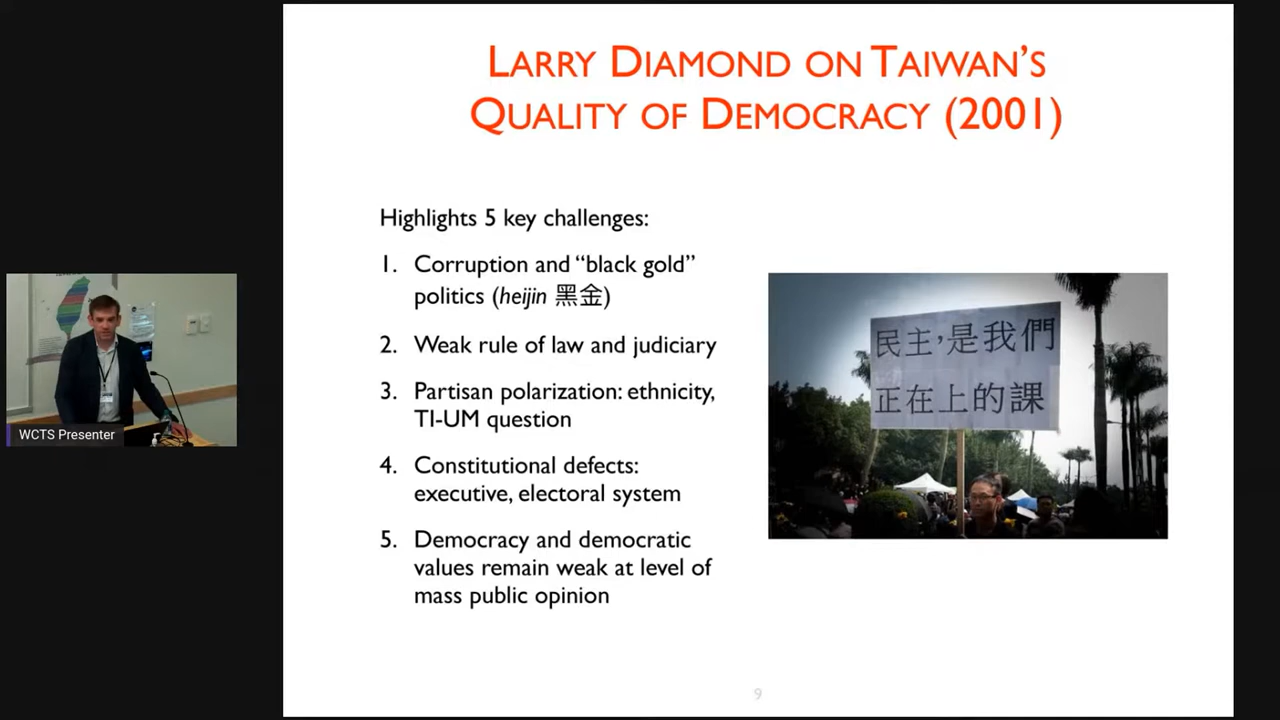 LARRY DIAMOND ON TAIWAN'S
QUALITY OF DEMOCRACY (2001)
Highlights 5 key challenges:
1. Corruption and “black gold”
politics (heijin 黑金)
2. Weak rule of law and judiciary
3. Partisan polarization: ethnicity,
TI-UM question
4. Constitutional defects:
executive, electoral system
5. Democracy and democratic
values remain weak at level of
mass public opinion
民主，是我們
正在上的課
WCTS Presenter
9